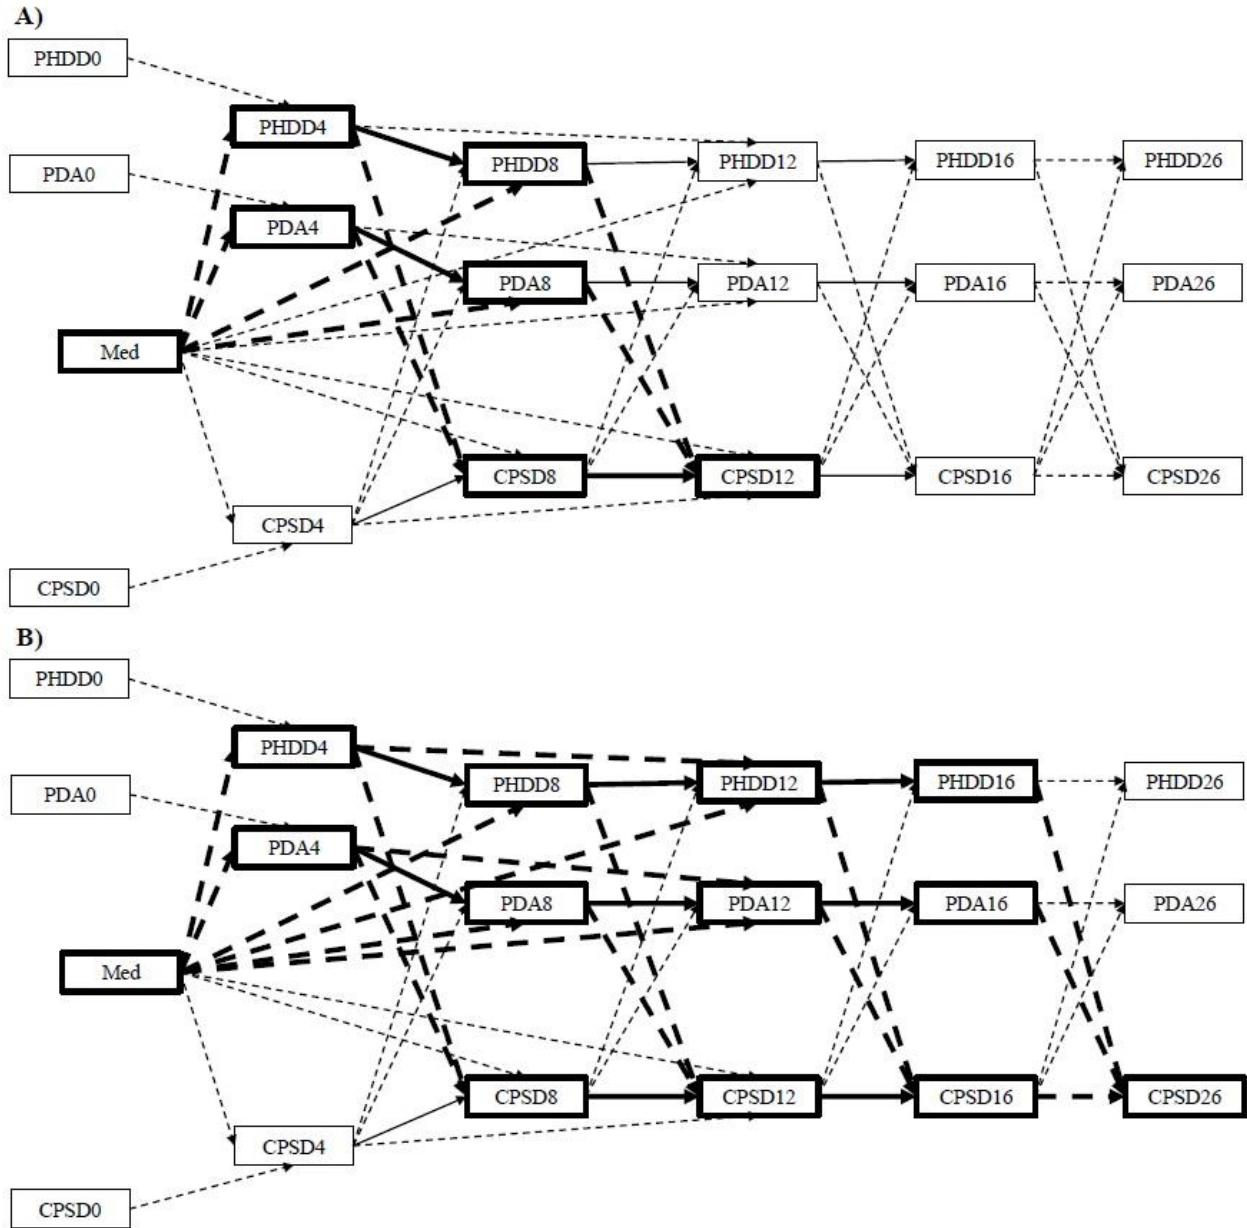 A)
PHDD0
PHDD4
PHDD8
PHDD12
PHDD16
PHDD26
PDA0
PDA4
PDA8
PDA12
PDA16
PDA26
Med
CPSD8
CPSD12
CPSD16
CPSD26
CPSD4
CPSD0
B)
PHDD0
PHDD4
PHDD8
PHDD12
PHDD16
PHDD26
PDA0
PDA4
PDA8
PDA12
PDA16
PDA26
Med
CPSD8
CPSD12
CPSD16
CPSD26
CPSD4
CPSD0